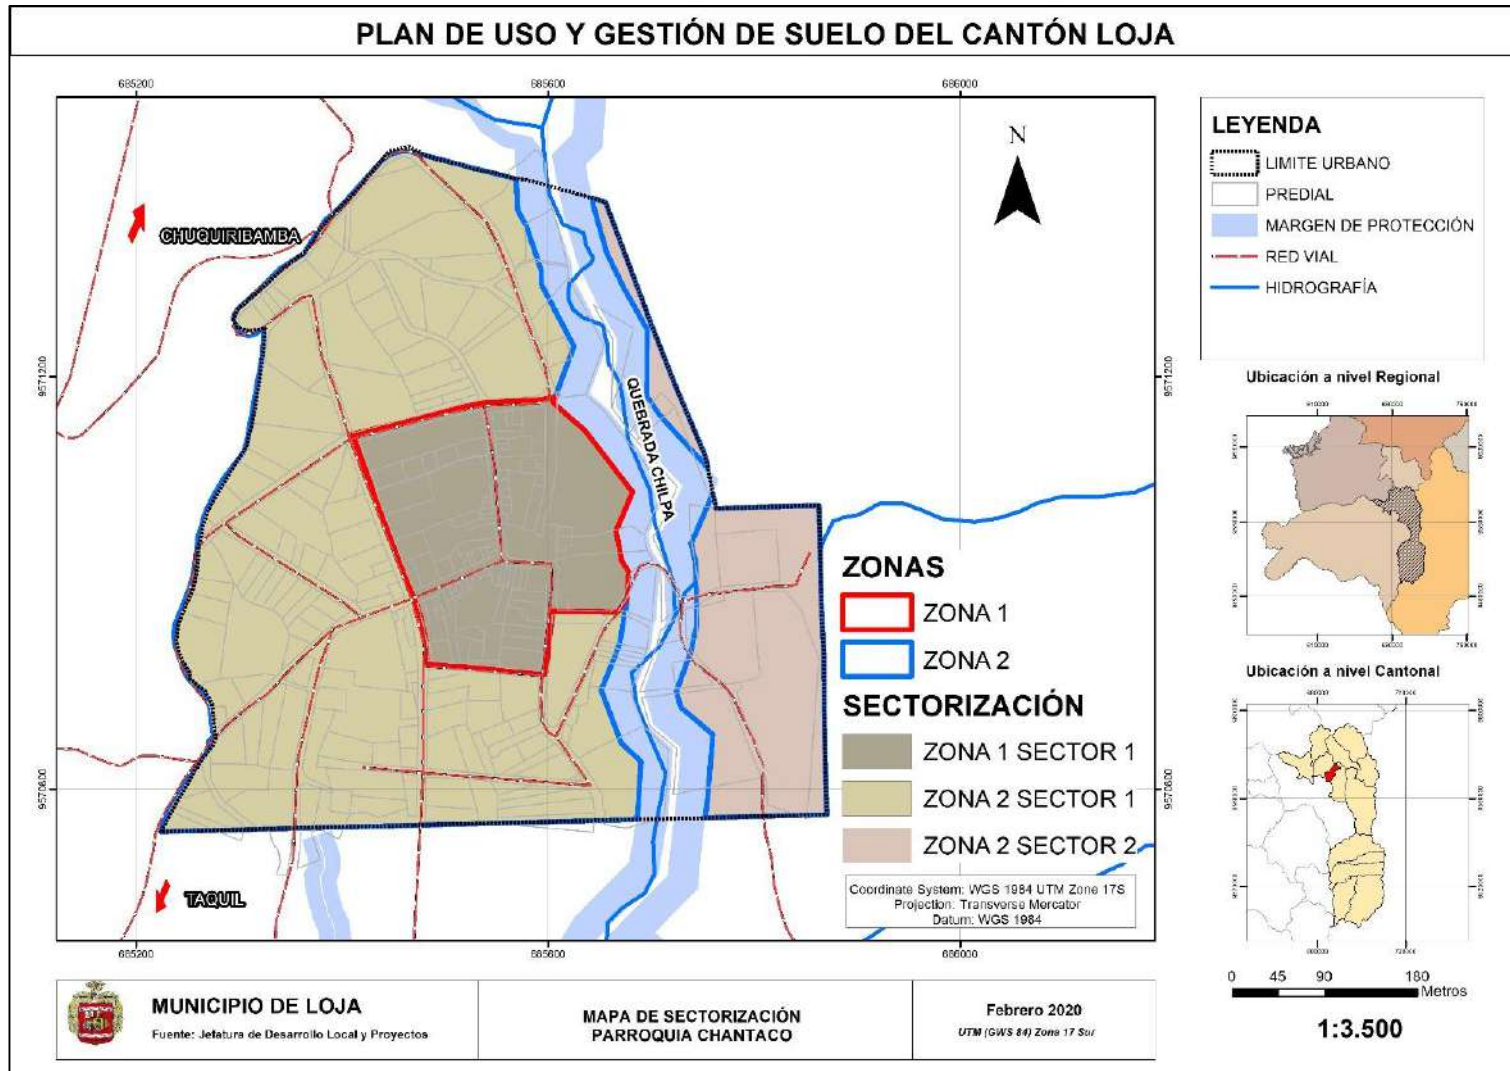 PLAN DE USO Y GESTIÓN DE SUELO DEL CANTÓN LOJA
685200
685600
686000
N
CHUQUIRIBAMBA
9571200
9571200
QUEBRADA CHILPA
9570800
9570800
TAQUIL
685200
685600
686000
ZONAS
ZONA 1
ZONA 2
SECTORIZACIÓN
ZONA 1 SECTOR 1
ZONA 2 SECTOR 1
ZONA 2 SECTOR 2
Coordinate System: WGS 1984 UTM Zone 17S
Projection: Transverse Mercator
Datum: WGS 1984
LEYENDA
LIMITE URBANO
PREDIAL
MARGEN DE PROTECCIÓN
RED VIAL
HIDROGRAFÍA
Ubicación a nivel Regional
Ubicación a nivel Cantonal
0 45 90 180
Metros
1:3.500
MUNICIPIO DE LOJA
Fuente: Jefatura de Desarrollo Local y Proyectos
MAPA DE SECTORIZACIÓN
PARROQUIA CHANTACO
Febrero 2020
UTM (GWS 84) Zona 17 Sur